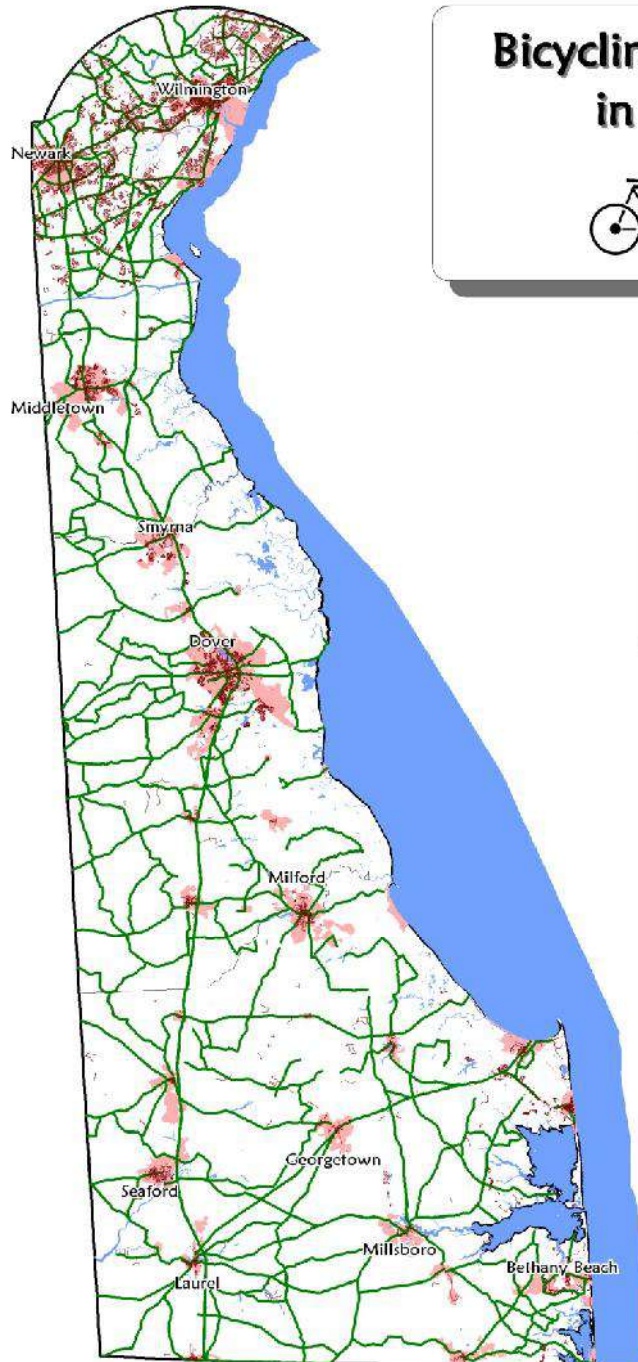 Bicyclin
in
Wilmington
Newark
Middletown
Smyrna
Dover
Milford
Georgetown
Seaford
Millsboro
Laurel
Bethany Beach